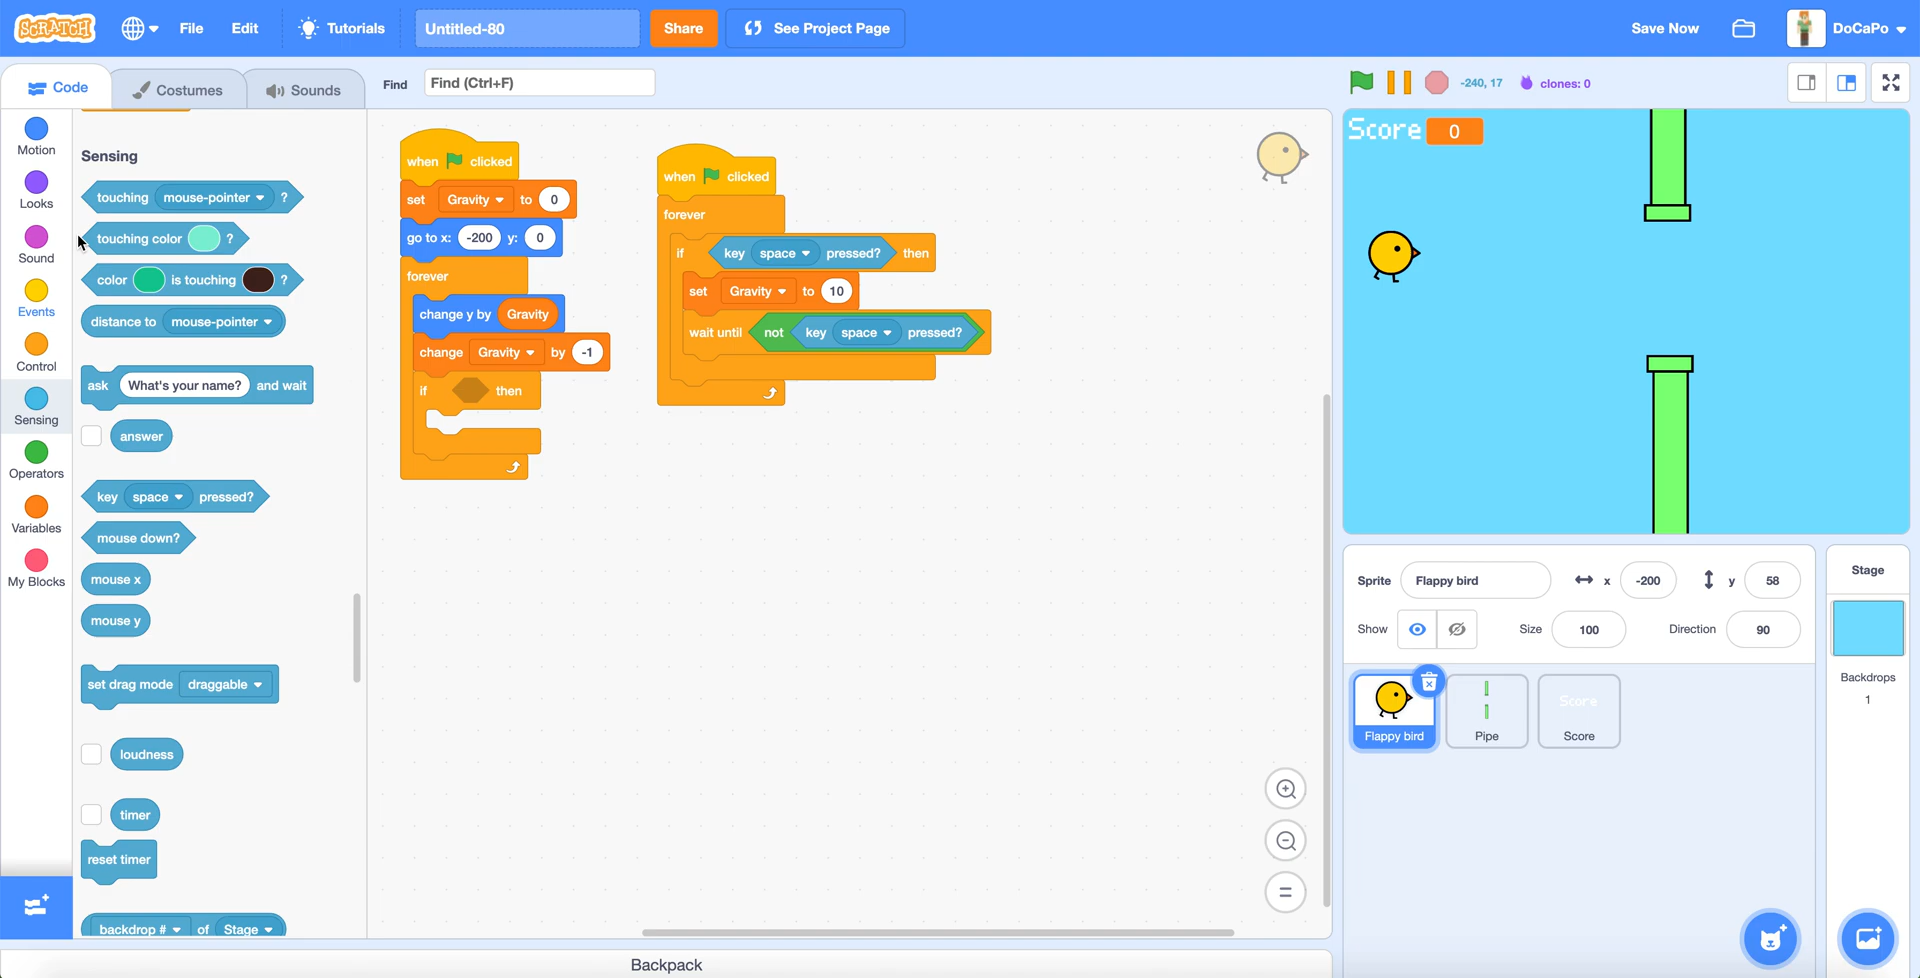 SCRATCH File Edit Tutorials Untitled-80 Share See Project Page Save Now DoCaPo
Code Costumes Sounds Find Find (Ctrl+F) -240, 17 clones: 0
Motion
Looks
Sound
Events
Control
Sensing
Operators
Variables
My Blocks
Sensing
touching mouse-pointer ?
touching color ?
color is touching ?
distance to mouse-pointer
ask What's your name? and wait
answer
key space pressed?
mouse down?
mouse x
mouse y
set drag mode draggable
loudness
timer
reset timer
backdrop # of Stage
when clicked
set Gravity to 0
go to x: -200 y: 0
forever
change y by Gravity
change Gravity by -1
if then
when clicked
forever
if key space pressed? then
set Gravity to 10
wait until not key space pressed?
Backpack
Score 0
Sprite Flappy bird x -200 y 58
Show Size 100 Direction 90
Flappy bird
Pipe
Score
Score
Stage
Backdrops
1